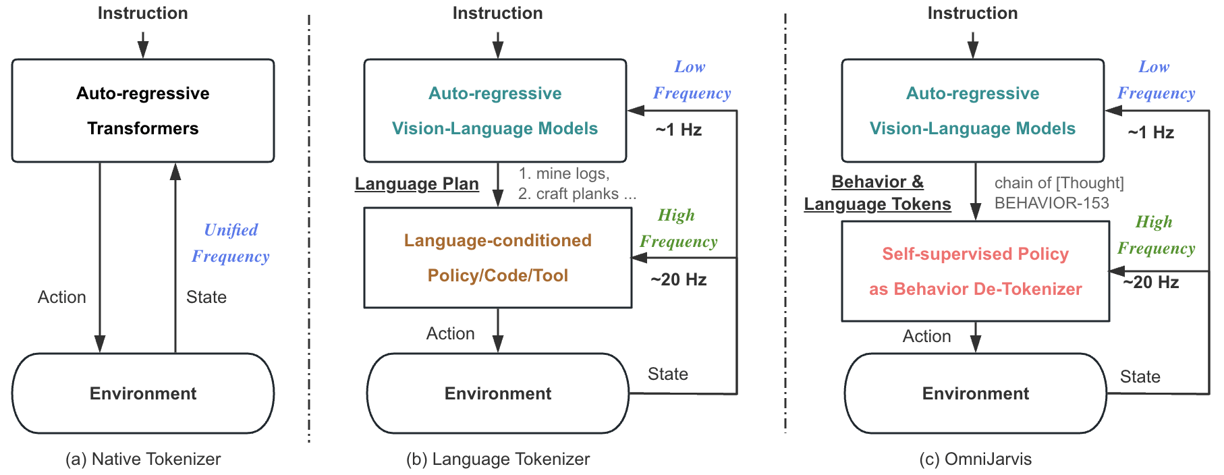 Instruction
Auto-regressive
Transformers
Unified
Frequency
Action
State
Environment
(a) Native Tokenizer
Instruction
Auto-regressive
Vision-Language Models
Low
Frequency
~1 Hz
Language Plan
1. mine logs,
2. craft planks ...
High
Frequency
~20 Hz
Language-conditioned
Policy/Code/Tool
Action
State
Environment
(b) Language Tokenizer
Instruction
Auto-regressive
Vision-Language Models
Low
Frequency
~1 Hz
Behavior &
Language Tokens
chain of [Thought]
BEHAVIOR-153
High
Frequency
~20 Hz
Self-supervised Policy
as Behavior De-Tokenizer
Action
State
Environment
(c) OmniJarvis